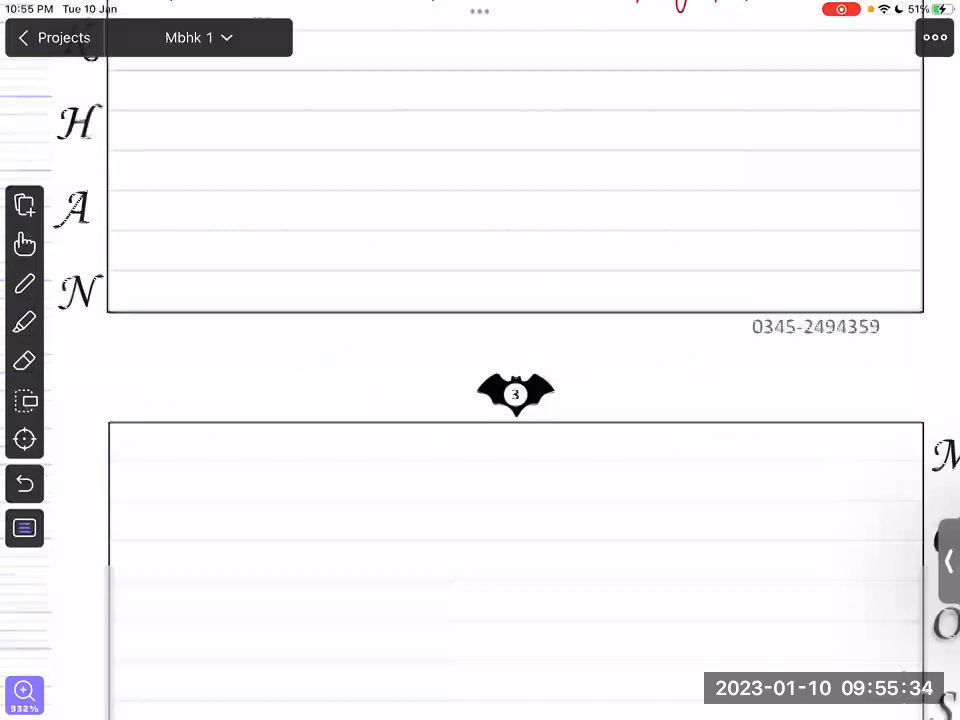 10:55 PM Tue 10 Jan
51%
Projects
Mbhk 1
H
A
N
0345-2494359
3
M
O
S
932%
2023-01-10 09:55:34